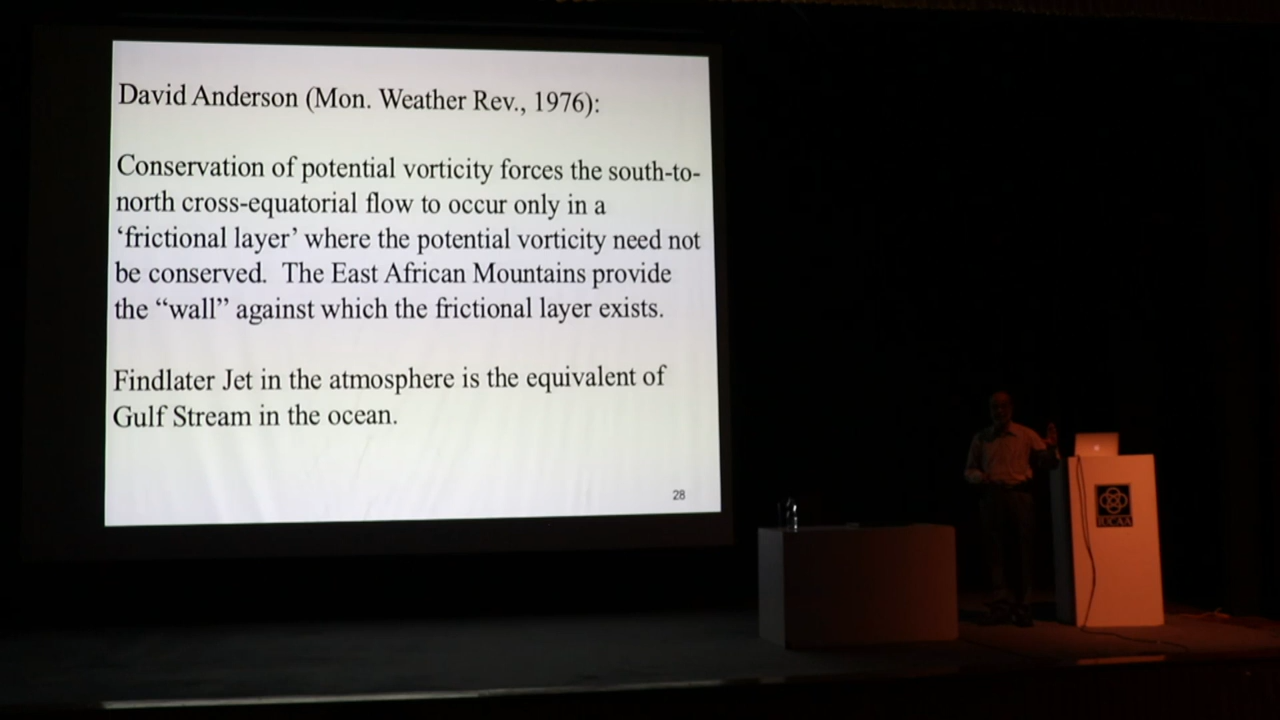 David Anderson (Mon. Weather Rev., 1976):
Conservation of potential vorticity forces the south-to-
north cross-equatorial flow to occur only in a
‘frictional layer’ where the potential vorticity need not
be conserved.  The East African Mountains provide
the “wall” against which the frictional layer exists.
Findlater Jet in the atmosphere is the equivalent of
Gulf Stream in the ocean.
28
IUCAA